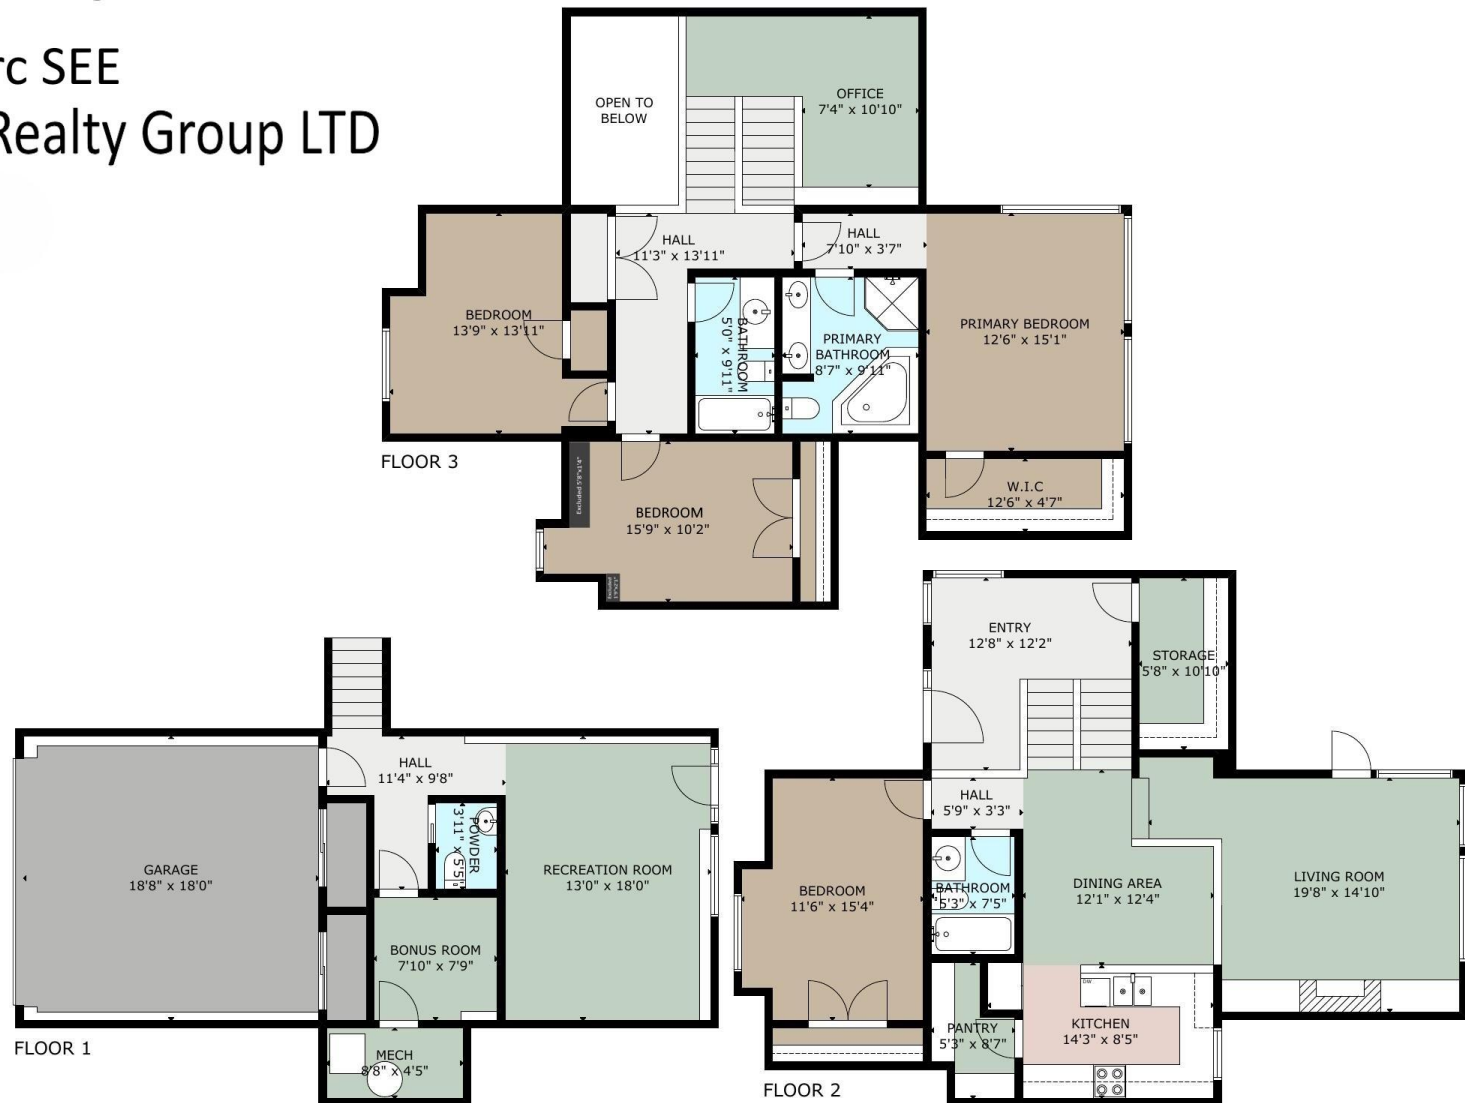 rc SEE
Realty Group LTD
OPEN TO
BELOW
OFFICE
7'4" x 10'10"
HALL
11'3" x 13'11"
HALL
7'10" x 3'7"
BEDROOM
13'9" x 13'11"
BATHROOM
5'0" x 9'11"
PRIMARY
BATHROOM
8'7" x 9'11"
PRIMARY BEDROOM
12'6" x 15'1"
FLOOR 3
Excluded 5'8"x1'4"
BEDROOM
15'9" x 10'2"
W.I.C
12'6" x 4'7"
ENTRY
12'8" x 12'2"
STORAGE
5'8" x 10'10"
HALL
11'4" x 9'8"
POWDER
3'11" x 5'5"
GARAGE
18'8" x 18'0"
RECREATION ROOM
13'0" x 18'0"
BONUS ROOM
7'10" x 7'9"
MECH
8'8" x 4'5"
FLOOR 1
HALL
5'9" x 3'3"
BEDROOM
11'6" x 15'4"
BATHROOM
5'3" x 7'5"
DINING AREA
12'1" x 12'4"
LIVING ROOM
19'8" x 14'10"
DW
PANTRY
5'3" x 8'7"
KITCHEN
14'3" x 8'5"
FLOOR 2